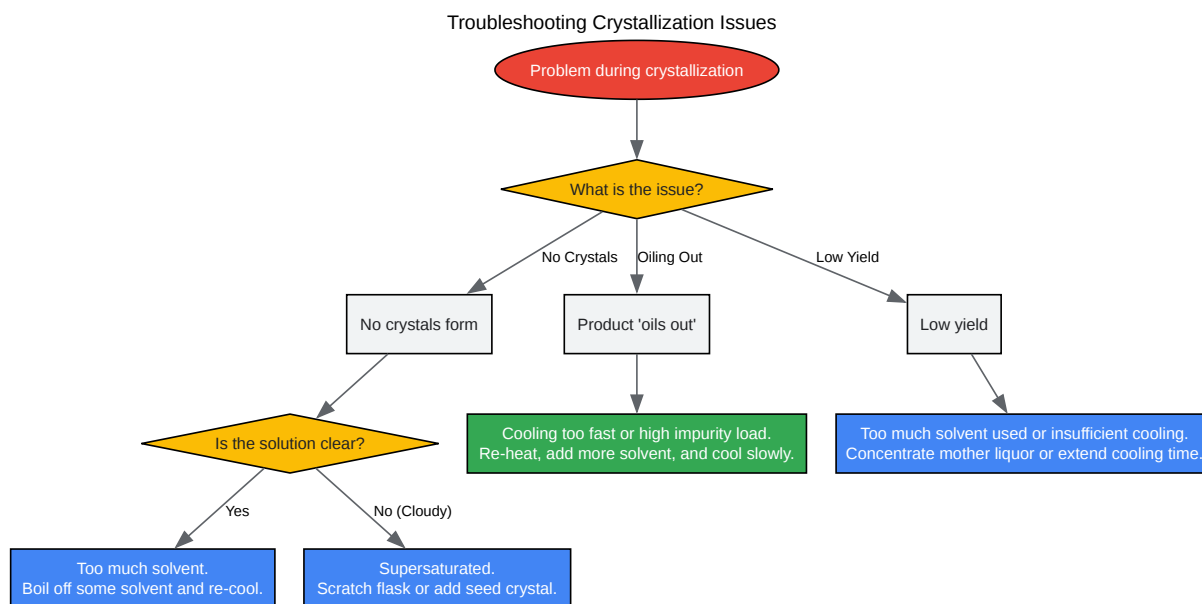 Troubleshooting Crystallization Issues
Problem during crystallization
What is the issue?
No Crystals
Oiling Out
Low Yield
No crystals form
Product 'oils out'
Low yield
Is the solution clear?
Cooling too fast or high impurity load.
Re-heat, add more solvent, and cool slowly.
Too much solvent used or insufficient cooling.
Concentrate mother liquor or extend cooling time.
Yes
No (Cloudy)
Too much solvent.
Boil off some solvent and re-cool.
Supersaturated.
Scratch flask or add seed crystal.